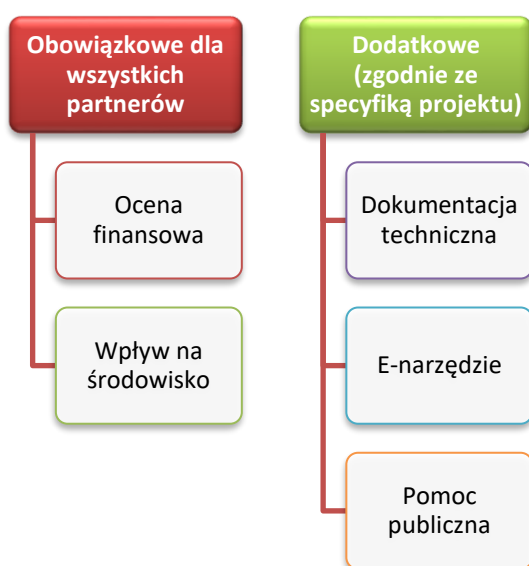 Obowiązkowe dla
wszystkich
partnerów
Ocena
finansowa
Wpływ na
środowisko
Dodatkowe
(zgodnie ze
specyfiką projektu)
Dokumentacja
techniczna
E-narzędzie
Pomoc
publiczna